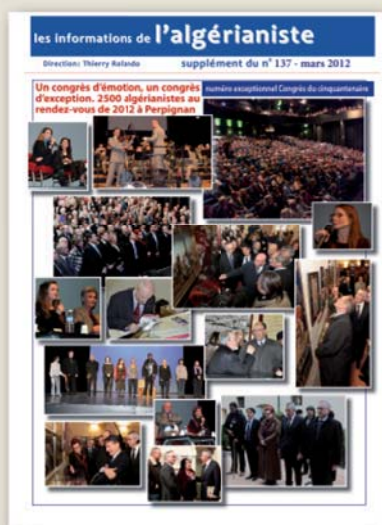 les informations de l'algérianiste
Direction: Thierry Rolando supplément du n° 137 - mars 2012
Un congrès d'émotion, un congrès
d'exception. 2500 algérianistes au
rendez-vous de 2012 à Perpignan
numéro exceptionnel Congrès du cinquantenaire